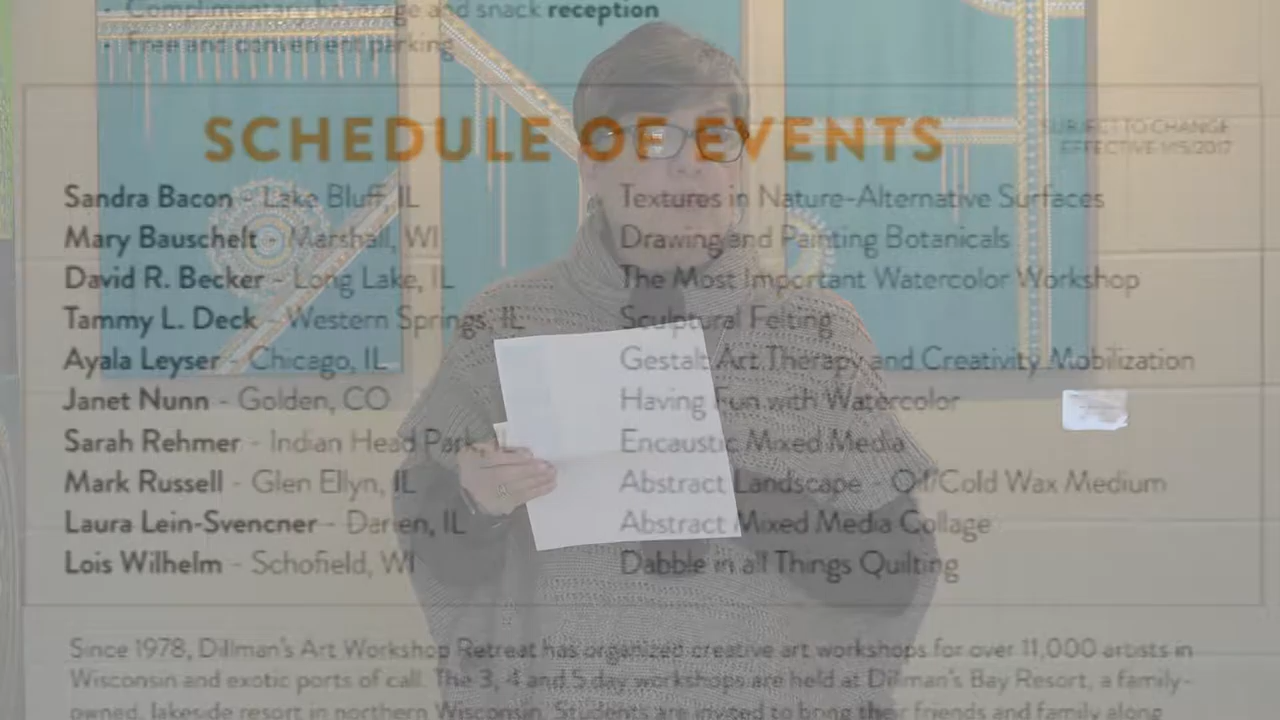 • Complimentary beverage and snack reception
• Free and convenient parking
SCHEDULE OF EVENTS
SUBJECT TO CHANGE
EFFECTIVE 1/15/2017
Sandra Bacon - Lake Bluff, IL Textures in Nature-Alternative Surfaces
Mary Bauschelt - Marshall, WI Drawing and Painting Botanicals
David R. Becker - Long Lake, IL The Most Important Watercolor Workshop
Tammy L. Deck - Western Springs, IL Sculptural Felting
Ayala Leyser - Chicago, IL Gestalt Art Therapy and Creativity Mobilization
Janet Nunn - Golden, CO Having Fun with Watercolor
Sarah Rehmer - Indian Head Park, IL Encaustic Mixed Media
Mark Russell - Glen Ellyn, IL Abstract Landscape - Oil/Cold Wax Medium
Laura Lein-Svencner - Darien, IL Abstract Mixed Media Collage
Lois Wilhelm - Schofield, WI Dabble in all Things Quilting
Since 1978, Dillman's Art Workshop Retreat has organized creative art workshops for over 11,000 artists in
Wisconsin and exotic ports of call. The 3, 4 and 5 day workshops are held at Dillman's Bay Resort, a family-
owned, lakeside resort in northern Wisconsin. Students are invited to bring their friends and family along